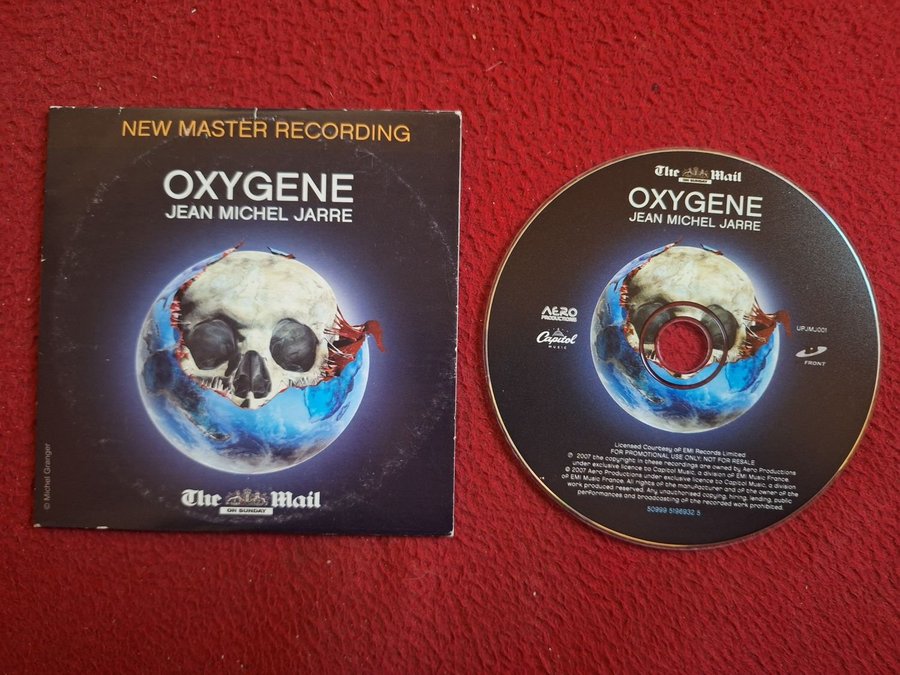 NEW MASTER RECORDING
OXYGENE
JEAN MICHEL JARRE
© Michel Granger
The Mail
ON SUNDAY
The Mail
ON SUNDAY
OXYGENE
JEAN MICHEL JARRE
AERO
PRODUCTIONS
Capitol
MUSIC
UPJMJ001
FRONT
Licensed Courtesy oF EMI Records Limited
FOR PROMOTIONAL USE ONLY, NOT FOR RESALE
℗ 2007 the copyright in these recordings are owned by Aero Productions
under exclusive licence to Capitol Music, a division of EMI Music France.
© 2007 Aero Productions under exclusive licence to Capitol Music, a division
of EMI Music France. All rights of the manufacturer and of the owner of the
work produced reserved. Any unauthorised copying, hiring, lending, public
performances and broadcasting of the recorded work prohibited.
50999 5196932 5